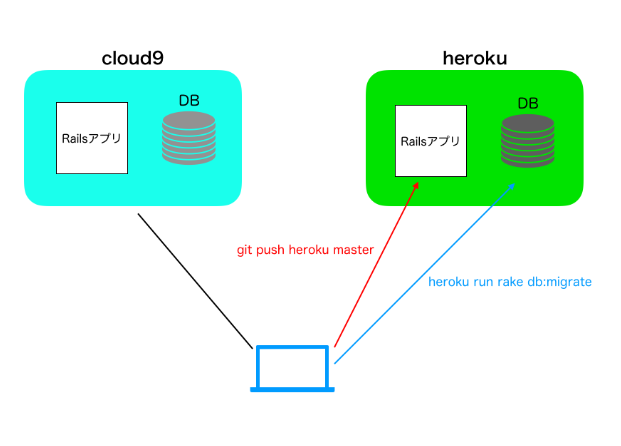 cloud9
heroku
DB
Railsアプリ
DB
Railsアプリ
git push heroku master
heroku run rake db:migrate